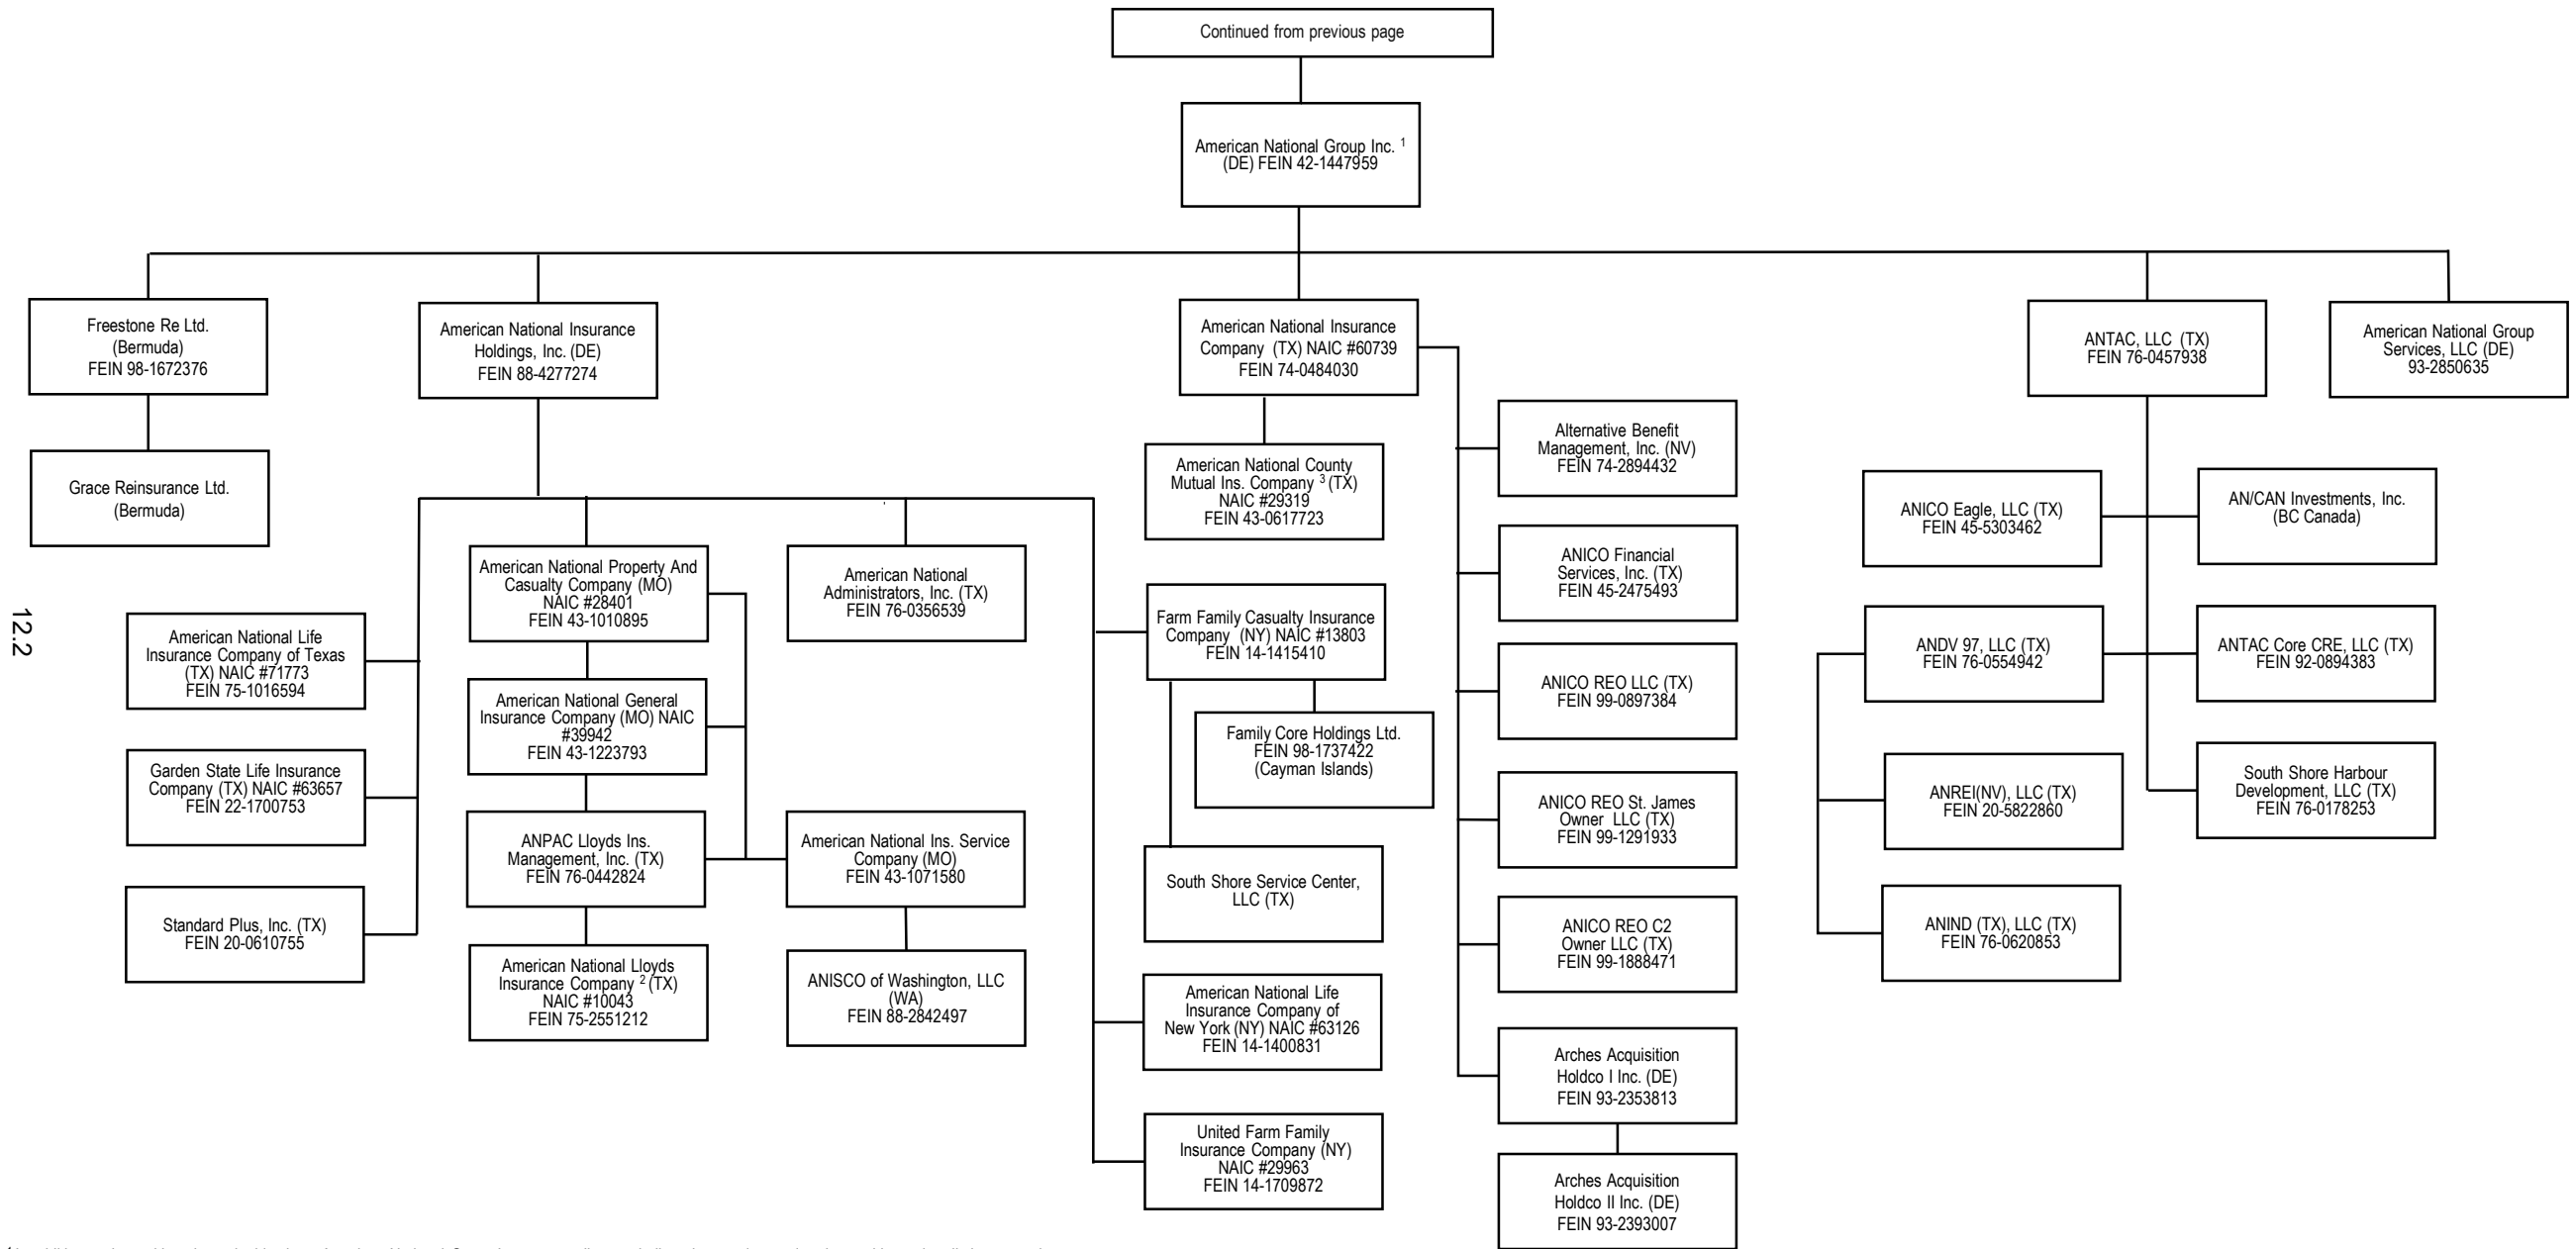 Continued from previous page
American National Group Inc. 1
(DE) FEIN 42-1447959
Freestone Re Ltd.
(Bermuda)
FEIN 98-1672376
American National Insurance
Holdings, Inc. (DE)
FEIN 88-4277274
American National Insurance
Company (TX) NAIC #60739
FEIN 74-0484030
ANTAC, LLC (TX)
FEIN 76-0457938
American National Group
Services, LLC (DE)
93-2850635
Grace Reinsurance Ltd.
(Bermuda)
American National County
Mutual Ins. Company 3 (TX)
NAIC #29319
FEIN 43-0617723
Alternative Benefit
Management, Inc. (NV)
FEIN 74-2894432
ANICO Eagle, LLC (TX)
FEIN 45-5303462
AN/CAN Investments, Inc.
(BC Canada)
American National Property And
Casualty Company (MO)
NAIC #28401
FEIN 43-1010895
American National
Administrators, Inc. (TX)
FEIN 76-0356539
ANICO Financial
Services, Inc. (TX)
FEIN 45-2475493
12.2
American National Life
Insurance Company of Texas
(TX) NAIC #71773
FEIN 75-1016594
Farm Family Casualty Insurance
Company (NY) NAIC #13803
FEIN 14-1415410
ANDV 97, LLC (TX)
FEIN 76-0554942
ANTAC Core CRE, LLC (TX)
FEIN 92-0894383
American National General
Insurance Company (MO) NAIC
#39942
FEIN 43-1223793
ANICO REO LLC (TX)
FEIN 99-0897384
Family Core Holdings Ltd.
FEIN 98-1737422
(Cayman Islands)
Garden State Life Insurance
Company (TX) NAIC #63657
FEIN 22-1700753
ANREI(NV), LLC (TX)
FEIN 20-5822860
South Shore Harbour
Development, LLC (TX)
FEIN 76-0178253
ANPAC Lloyds Ins.
Management, Inc. (TX)
FEIN 76-0442824
American National Ins. Service
Company (MO)
FEIN 43-1071580
ANICO REO St. James
Owner LLC (TX)
FEIN 99-1291933
South Shore Service Center,
LLC (TX)
Standard Plus, Inc. (TX)
FEIN 20-0610755
ANICO REO C2
Owner LLC (TX)
FEIN 99-1888471
ANIND (TX), LLC (TX)
FEIN 76-0620853
American National Lloyds
Insurance Company 2 (TX)
NAIC #10043
FEIN 75-2551212
ANISCO of Washington, LLC
(WA)
FEIN 88-2842497
American National Life
Insurance Company of
New York (NY) NAIC #63126
FEIN 14-1400831
Arches Acquisition
Holdco I Inc. (DE)
FEIN 93-2353813
United Farm Family
Insurance Company (NY)
NAIC #29963
FEIN 14-1709872
Arches Acquisition
Holdco II Inc. (DE)
FEIN 93-2393007